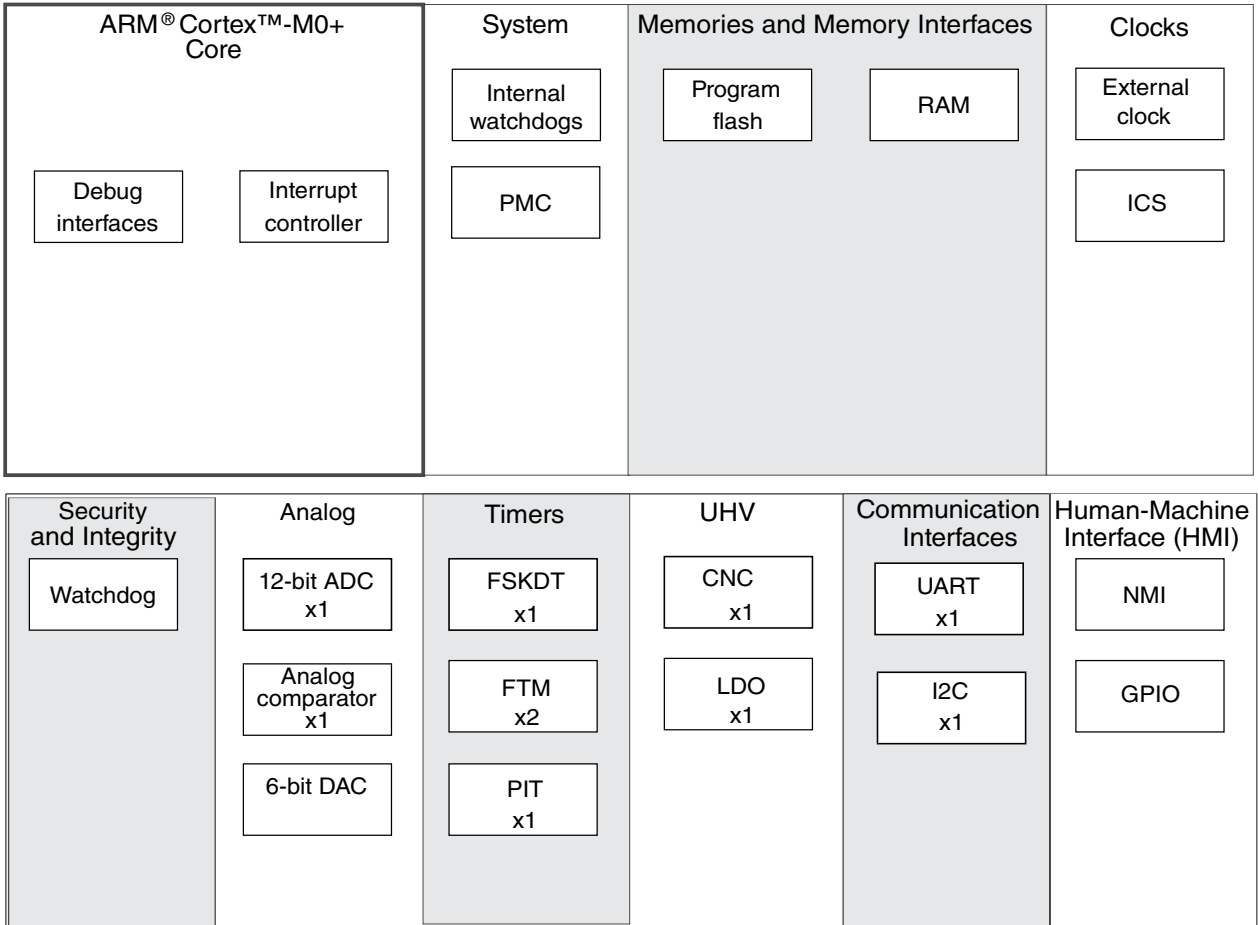 ARM® Cortex™-M0+
Core
Debug
interfaces
Interrupt
controller
System
Internal
watchdogs
PMC
Memories and Memory Interfaces
Program
flash
RAM
Clocks
External
clock
ICS
Security
and Integrity
Watchdog
Analog
12-bit ADC
x1
Analog
comparator
x1
6-bit DAC
Timers
FSKDT
x1
FTM
x2
PIT
x1
UHV
CNC
x1
LDO
x1
Communication
Interfaces
UART
x1
I2C
x1
Human-Machine
Interface (HMI)
NMI
GPIO